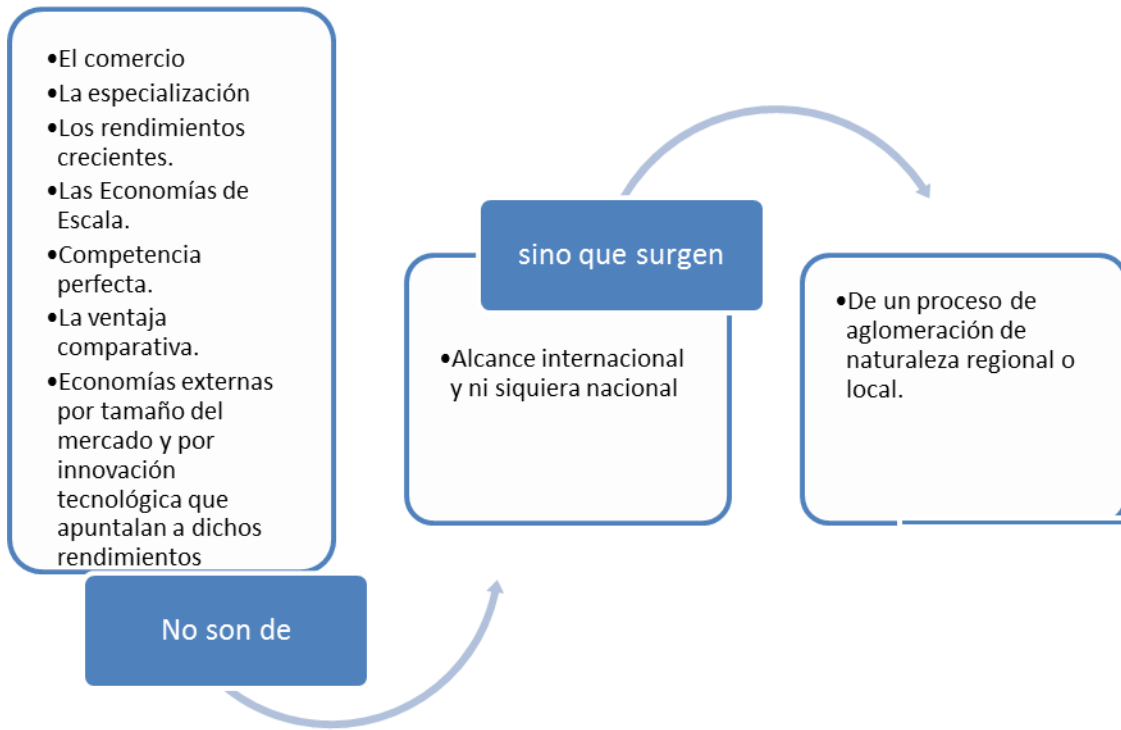 •El comercio
•La especialización
•Los rendimientos
crecientes.
•Las Economías de
Escala.
•Competencia
perfecta.
•La ventaja
comparativa.
•Economías externas
por tamaño del
mercado y por
innovación
tecnológica que
apuntalan a dichos
rendimientos
No son de
•Alcance internacional
y ni siquiera nacional
sino que surgen
•De un proceso de
aglomeración de
naturaleza regional o
local.